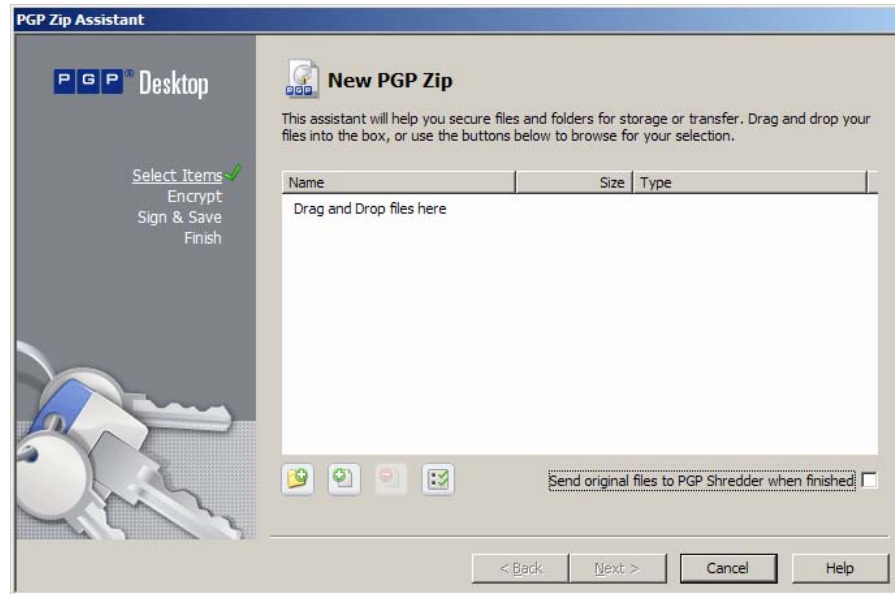 PGP Zip Assistant
PGP® Desktop
Select Items
Encrypt
Sign & Save
Finish
PGP
New PGP Zip
This assistant will help you secure files and folders for storage or transfer. Drag and drop your
files into the box, or use the buttons below to browse for your selection.
Name Size Type
Drag and Drop files here
Send original files to PGP Shredder when finished
< Back Next > Cancel Help